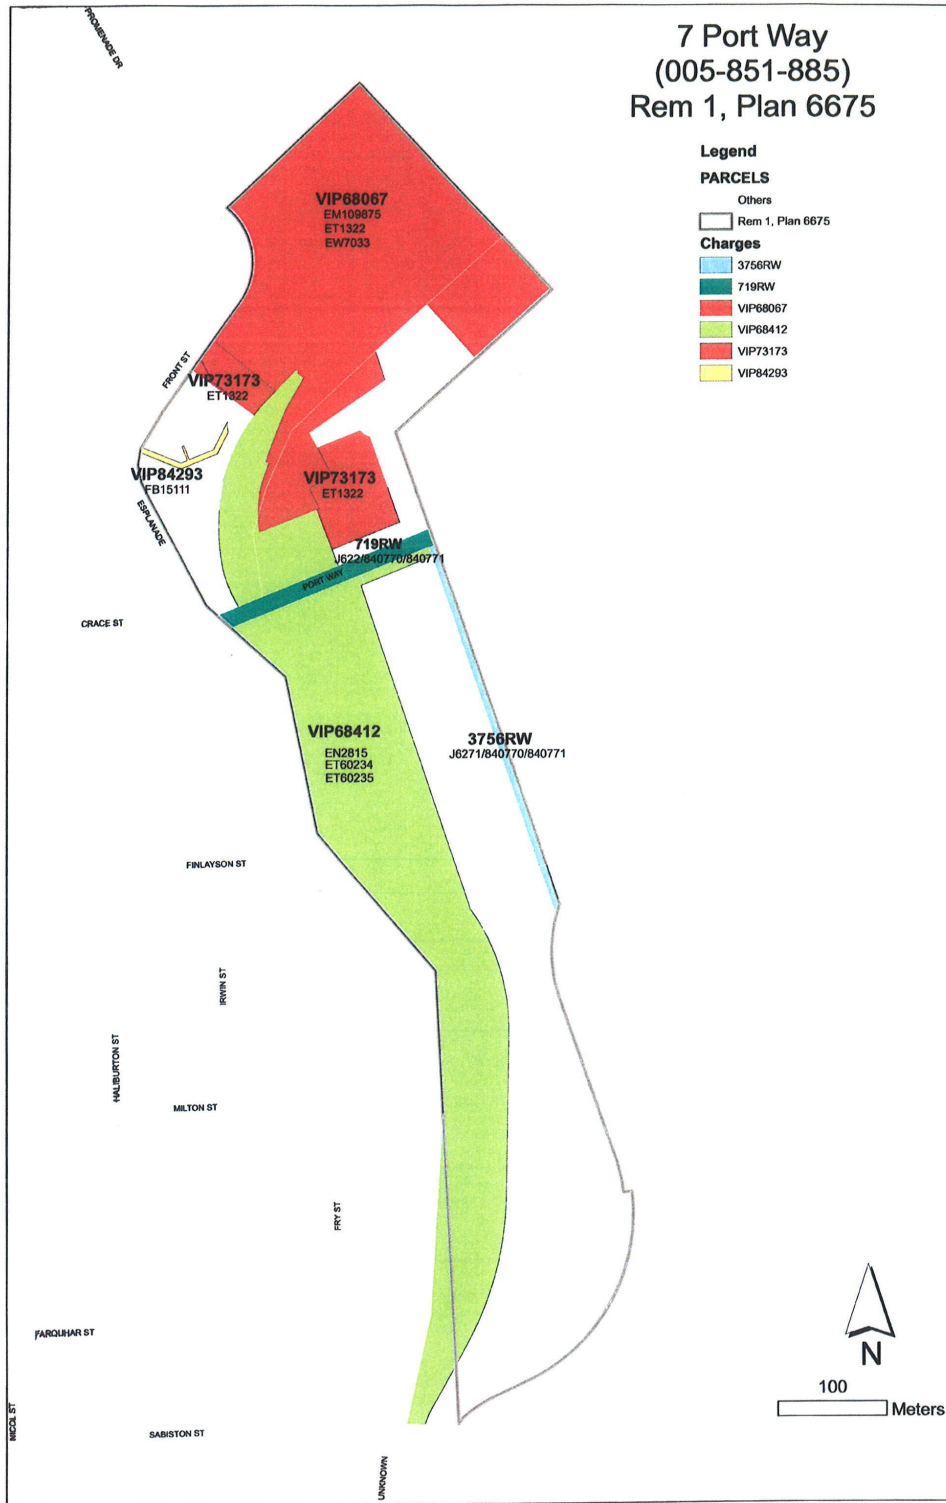 PROMENADE DR
7 Port Way
(005-851-885)
Rem 1, Plan 6675
Legend
PARCELS
Others
Rem 1, Plan 6675
Charges
3756RW
719RW
VIP68067
VIP68412
VIP73173
VIP84293
VIP68067
EM109875
ET1322
EW7033
FRONT ST
VIP73173
ET1322
VIP84293
FB15111
VIP73173
ET1322
ESPLANADE
719RW
J622/840770/840771
PORT WAY
CRACE ST
VIP68412
EN2815
ET60234
ET60235
3756RW
J6271/840770/840771
FINLAYSON ST
IRWIN ST
HALIBURTON ST
MILTON ST
FRY ST
FARQUHAR ST
N
100
Meters
NICOL ST
SABISTON ST
UNKNOWN